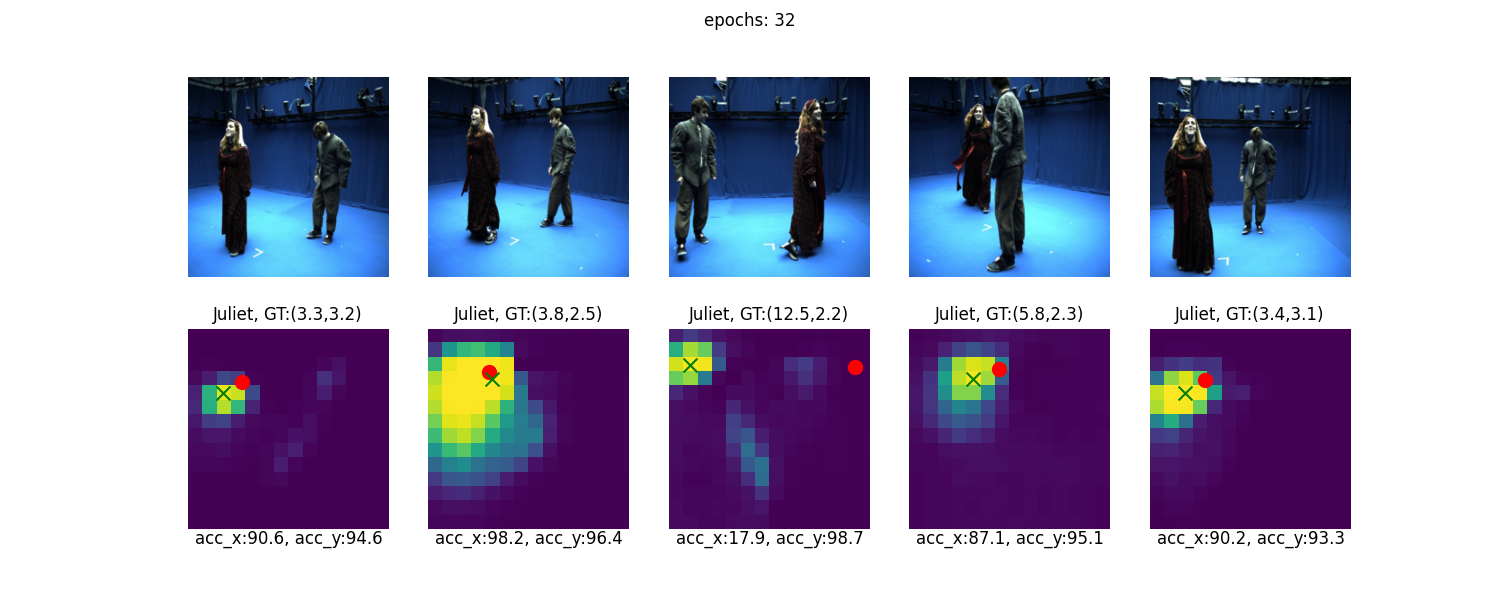 epochs: 32
Juliet, GT:(3.3,3.2)
Juliet, GT:(3.8,2.5)
Juliet, GT:(12.5,2.2)
Juliet, GT:(5.8,2.3)
Juliet, GT:(3.4,3.1)
acc_x:90.6, acc_y:94.6
acc_x:98.2, acc_y:96.4
acc_x:17.9, acc_y:98.7
acc_x:87.1, acc_y:95.1
acc_x:90.2, acc_y:93.3